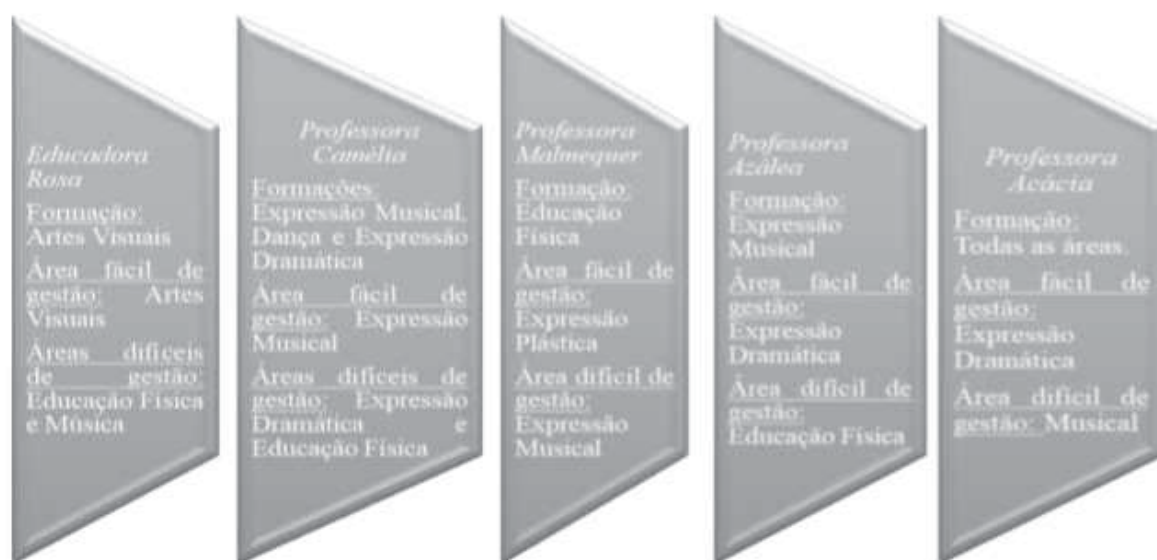 Educadora
Rosa
Formação:
Artes Visuais
Área fácil de
gestão: Artes
Visuais
Áreas difíceis
de gestão:
Educação Física
e Música
Professora
Camélia
Formações:
Expressão Musical,
Dança e Expressão
Dramática
Área fácil de
gestão: Expressão
Musical
Áreas difíceis de
gestão: Expressão
Dramática e
Educação Física
Professora
Malmequer
Formação:
Educação
Física
Área fácil de
gestão:
Expressão
Plástica
Área difícil de
gestão:
Expressão
Musical
Professora
Azálea
Formação:
Expressão
Musical
Área fácil de
gestão:
Expressão
Dramática
Área difícil de
gestão:
Educação Física
Professora
Acácia
Formação:
Todas as áreas.
Área fácil de
gestão:
Expressão
Dramática
Área difícil de
gestão: Musical